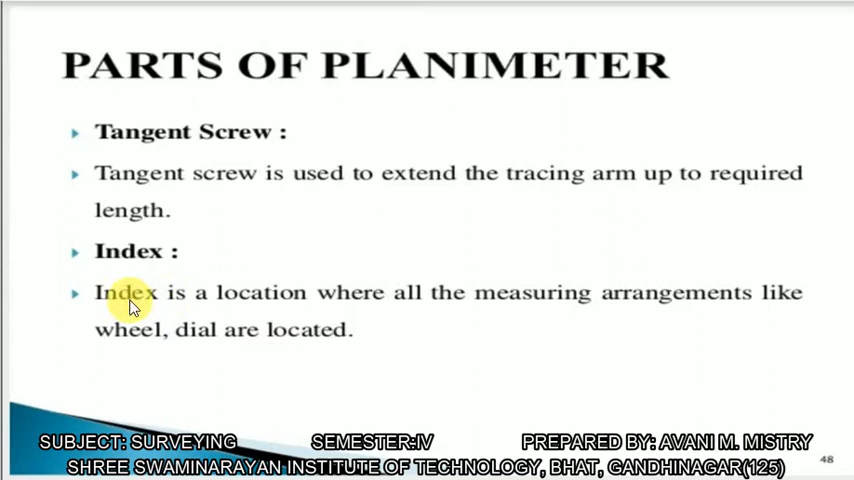 PARTS OF PLANIMETER
Tangent Screw :
Tangent screw is used to extend the tracing arm up to required
length.
Index :
Index is a location where all the measuring arrangements like
wheel, dial are located.
SUBJECT: SURVEYING SEMESTER:IV PREPARED BY: AVANI M. MISTRY
SHREE SWAMINARAYAN INSTITUTE OF TECHNOLOGY, BHAT, GANDHINAGAR(125)
48